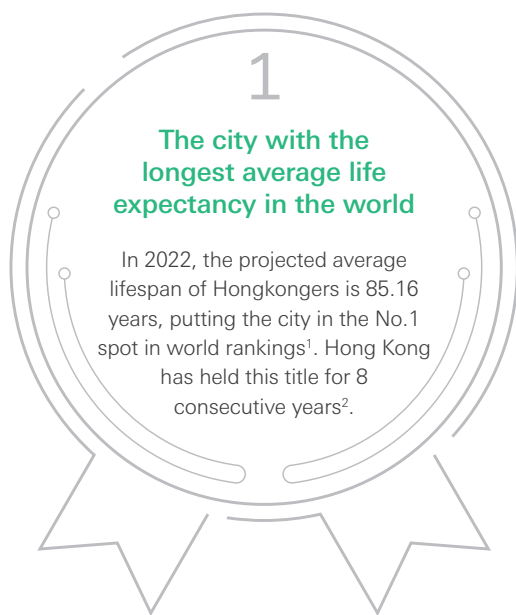 1
The city with the
longest average life
expectancy in the world
In 2022, the projected average
lifespan of Hongkongers is 85.16
years, putting the city in the No.1
spot in world rankings¹. Hong Kong
has held this title for 8
consecutive years².